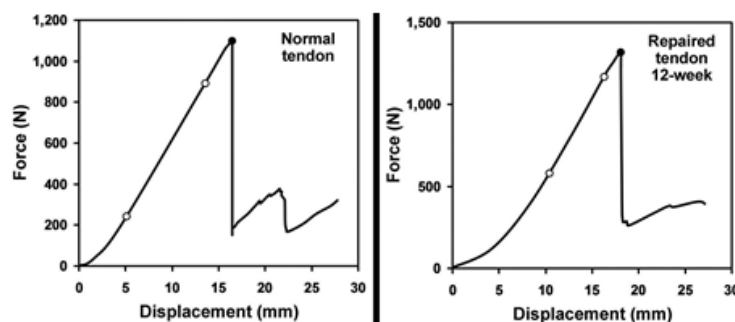 Normal
tendon
Force (N)
1,200
1,000
800
600
400
200
0
0 5 10 15 20 25 30
Displacement (mm)
Repaired
tendon
12-week
Force (N)
1,500
1,000
500
0
0 5 10 15 20 25 30
Displacement (mm)